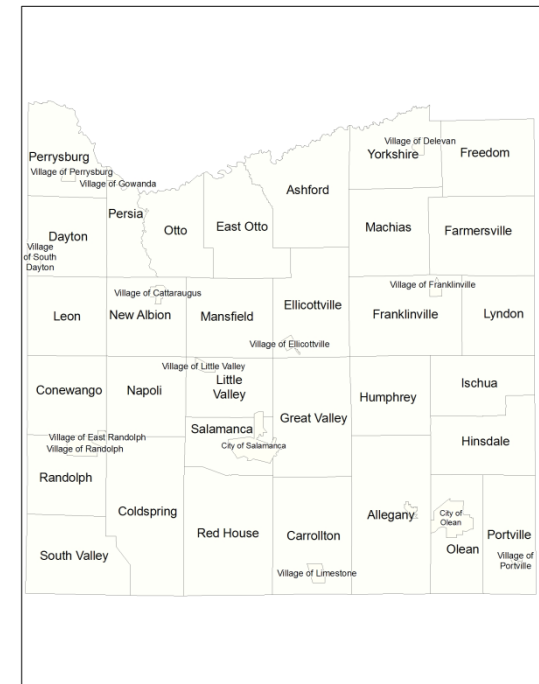 Village of Delevan
Yorkshire
Freedom
Perrysburg
Village of Perrysburg
Village of Gowanda
Ashford
Persia
Otto
East Otto
Machias
Farmersville
Dayton
Village
of South
Dayton
Village of Franklinville
Village of Cattaraugus
Ellicottville
Leon
New Albion
Mansfield
Franklinville
Lyndon
Village of Ellicottville
Village of Little Valley
Little
Valley
Ischua
Conewango
Napoli
Humphrey
Great Valley
Salamanca
City of Salamanca
Village of East Randolph
Village of Randolph
Hinsdale
Randolph
Coldspring
Allegany
City of
Olean
Red House
Carrollton
Portville
Olean
South Valley
Village of
Portville
Village of Limestone